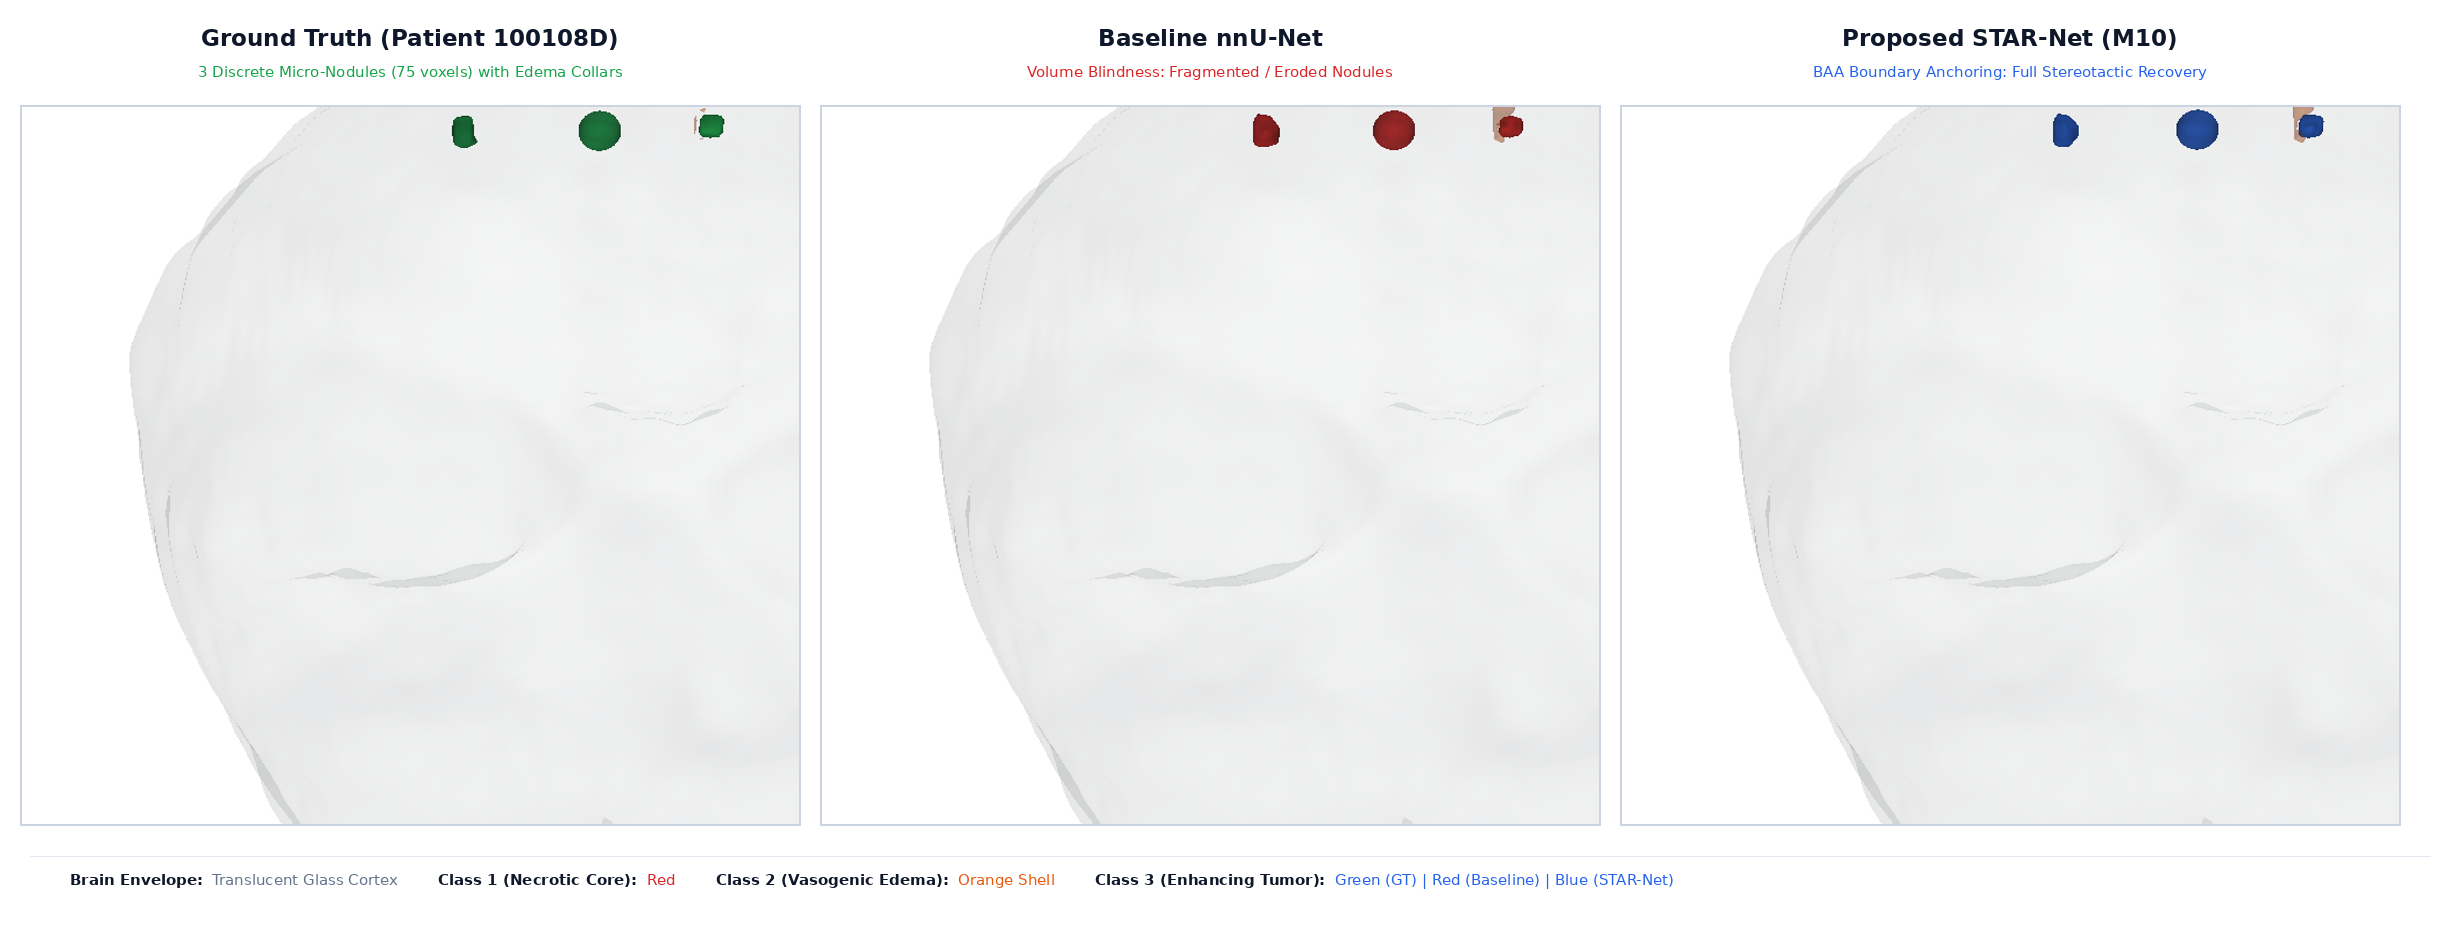 Ground Truth (Patient 100108D)
3 Discrete Micro-Nodules (75 voxels) with Edema Collars
Baseline nnU-Net
Volume Blindness: Fragmented / Eroded Nodules
Proposed STAR-Net (M10)
BAA Boundary Anchoring: Full Stereotactic Recovery
Brain Envelope: Translucent Glass Cortex Class 1 (Necrotic Core): Red Class 2 (Vasogenic Edema): Orange Shell Class 3 (Enhancing Tumor): Green (GT) | Red (Baseline) | Blue (STAR-Net)